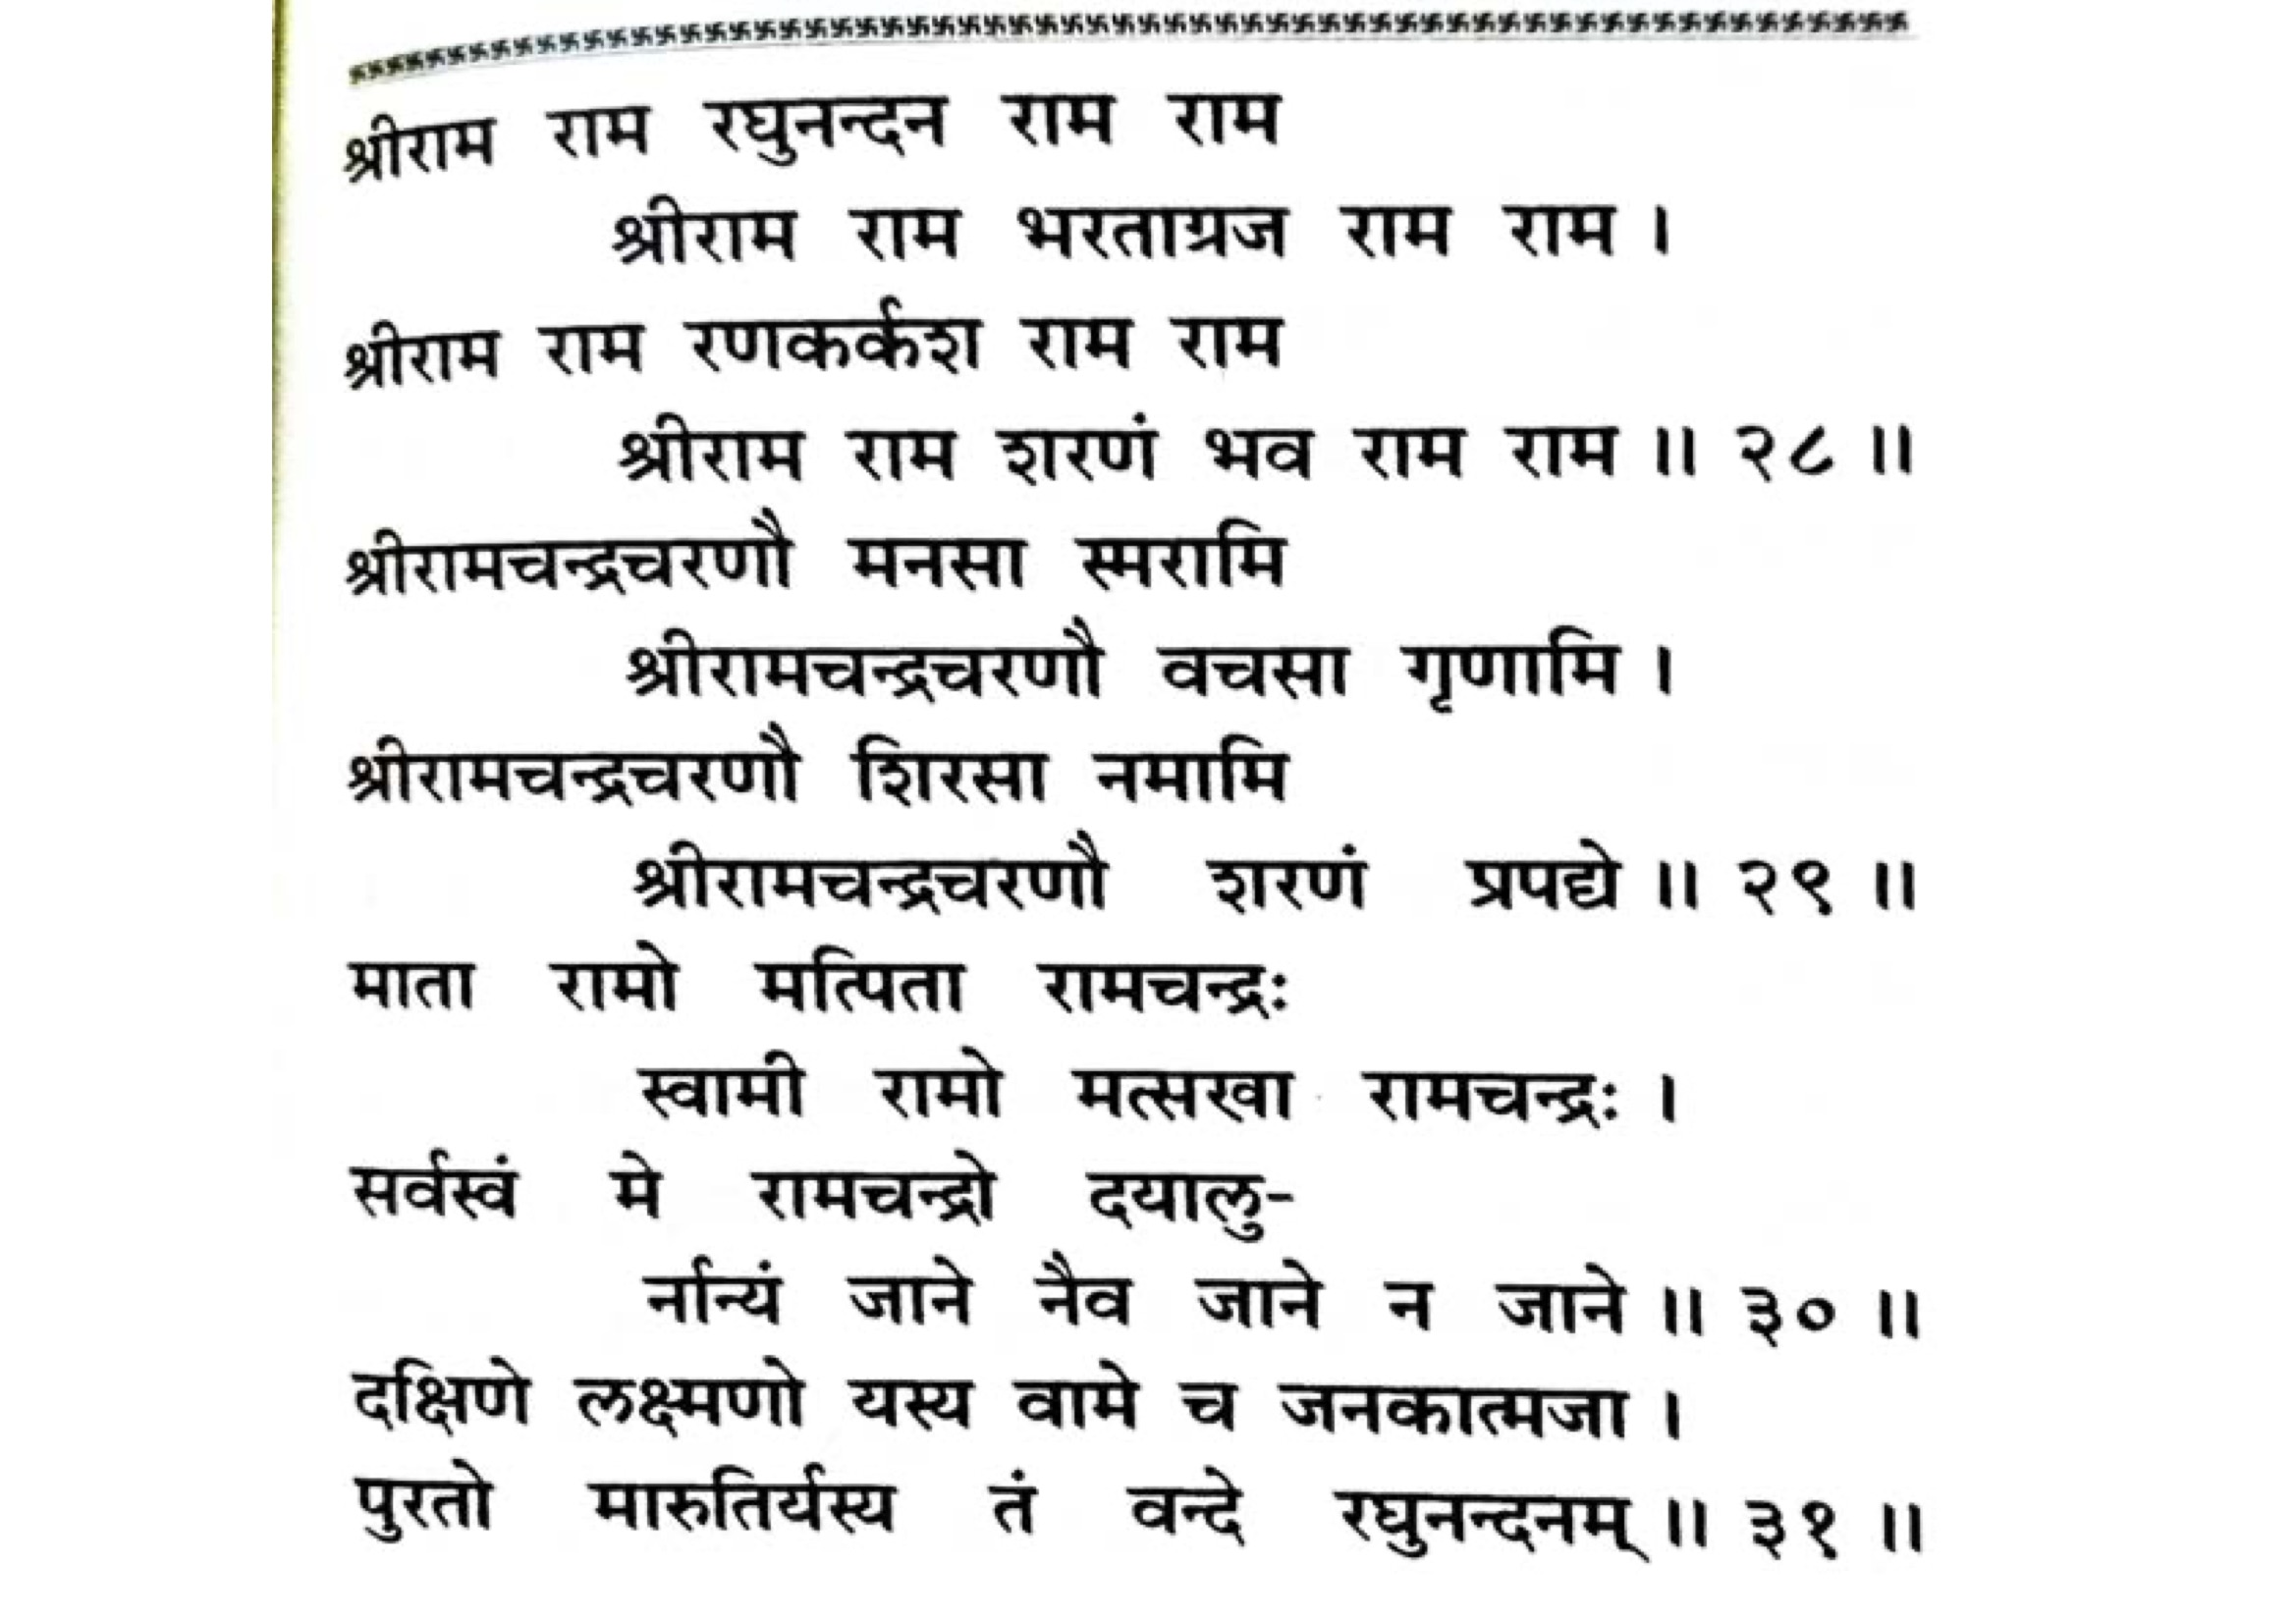 श्रीराम राम रघुनन्दन राम राम
श्रीराम राम भरताग्रज राम राम ।
श्रीराम राम रणकर्कश राम राम
श्रीराम राम शरणं भव राम राम ॥ २८ ॥
श्रीरामचन्द्रचरणौ मनसा स्मरामि
श्रीरामचन्द्रचरणौ वचसा गृणामि ।
श्रीरामचन्द्रचरणौ शिरसा नमामि
श्रीरामचन्द्रचरणौ शरणं प्रपद्ये ॥ २९ ॥
माता रामो मत्पिता रामचन्द्रः
स्वामी रामो मत्सखा रामचन्द्रः ।
सर्वस्वं मे रामचन्द्रो दयालु-
र्नान्यं जाने नैव जाने न जाने ॥ ३० ॥
दक्षिणे लक्ष्मणो यस्य वामे च जनकात्मजा ।
पुरतो मारुतिर्यस्य तं वन्दे रघुनन्दनम् ॥ ३१ ॥